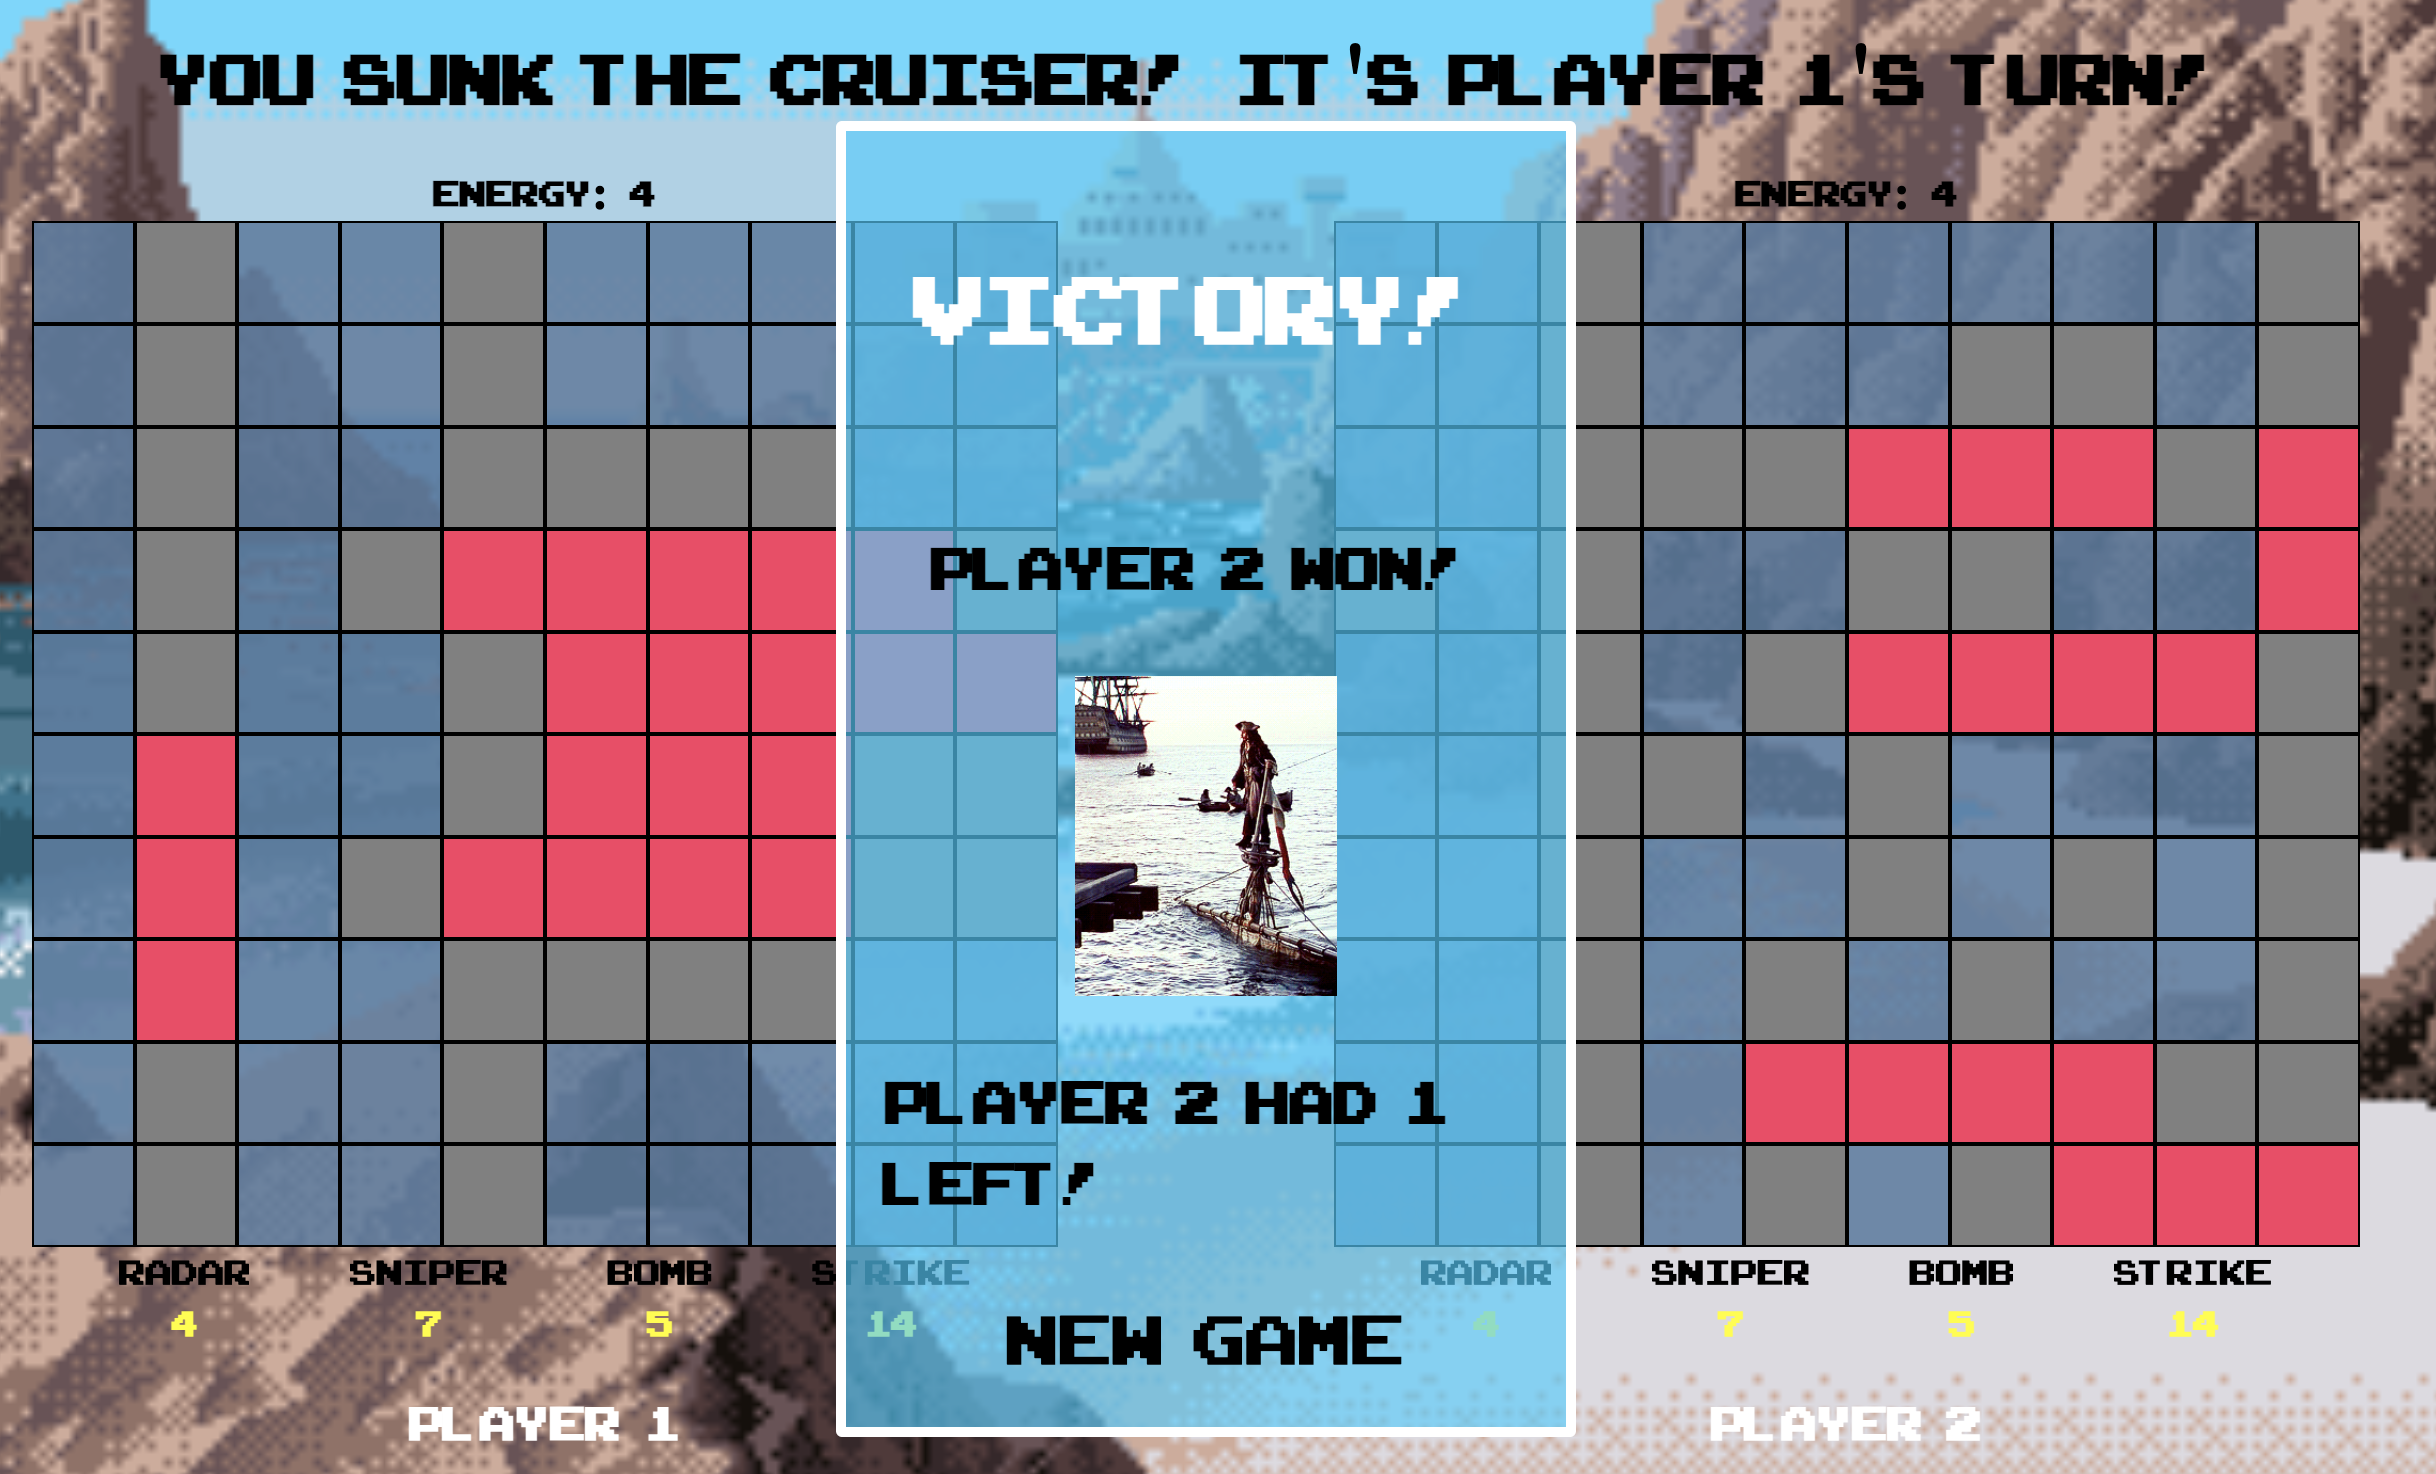 YOU SUNK THE CRUISER! IT'S PLAYER 1'S TURN!
ENERGY: 4
ENERGY: 4
VICTORY!
PLAYER 2 WON!
PLAYER 2 HAD 1
LEFT!
NEW GAME
RADAR SNIPER BOMB STRIKE
4 7 5 14
RADAR SNIPER BOMB STRIKE
4 7 5 14
PLAYER 1
PLAYER 2